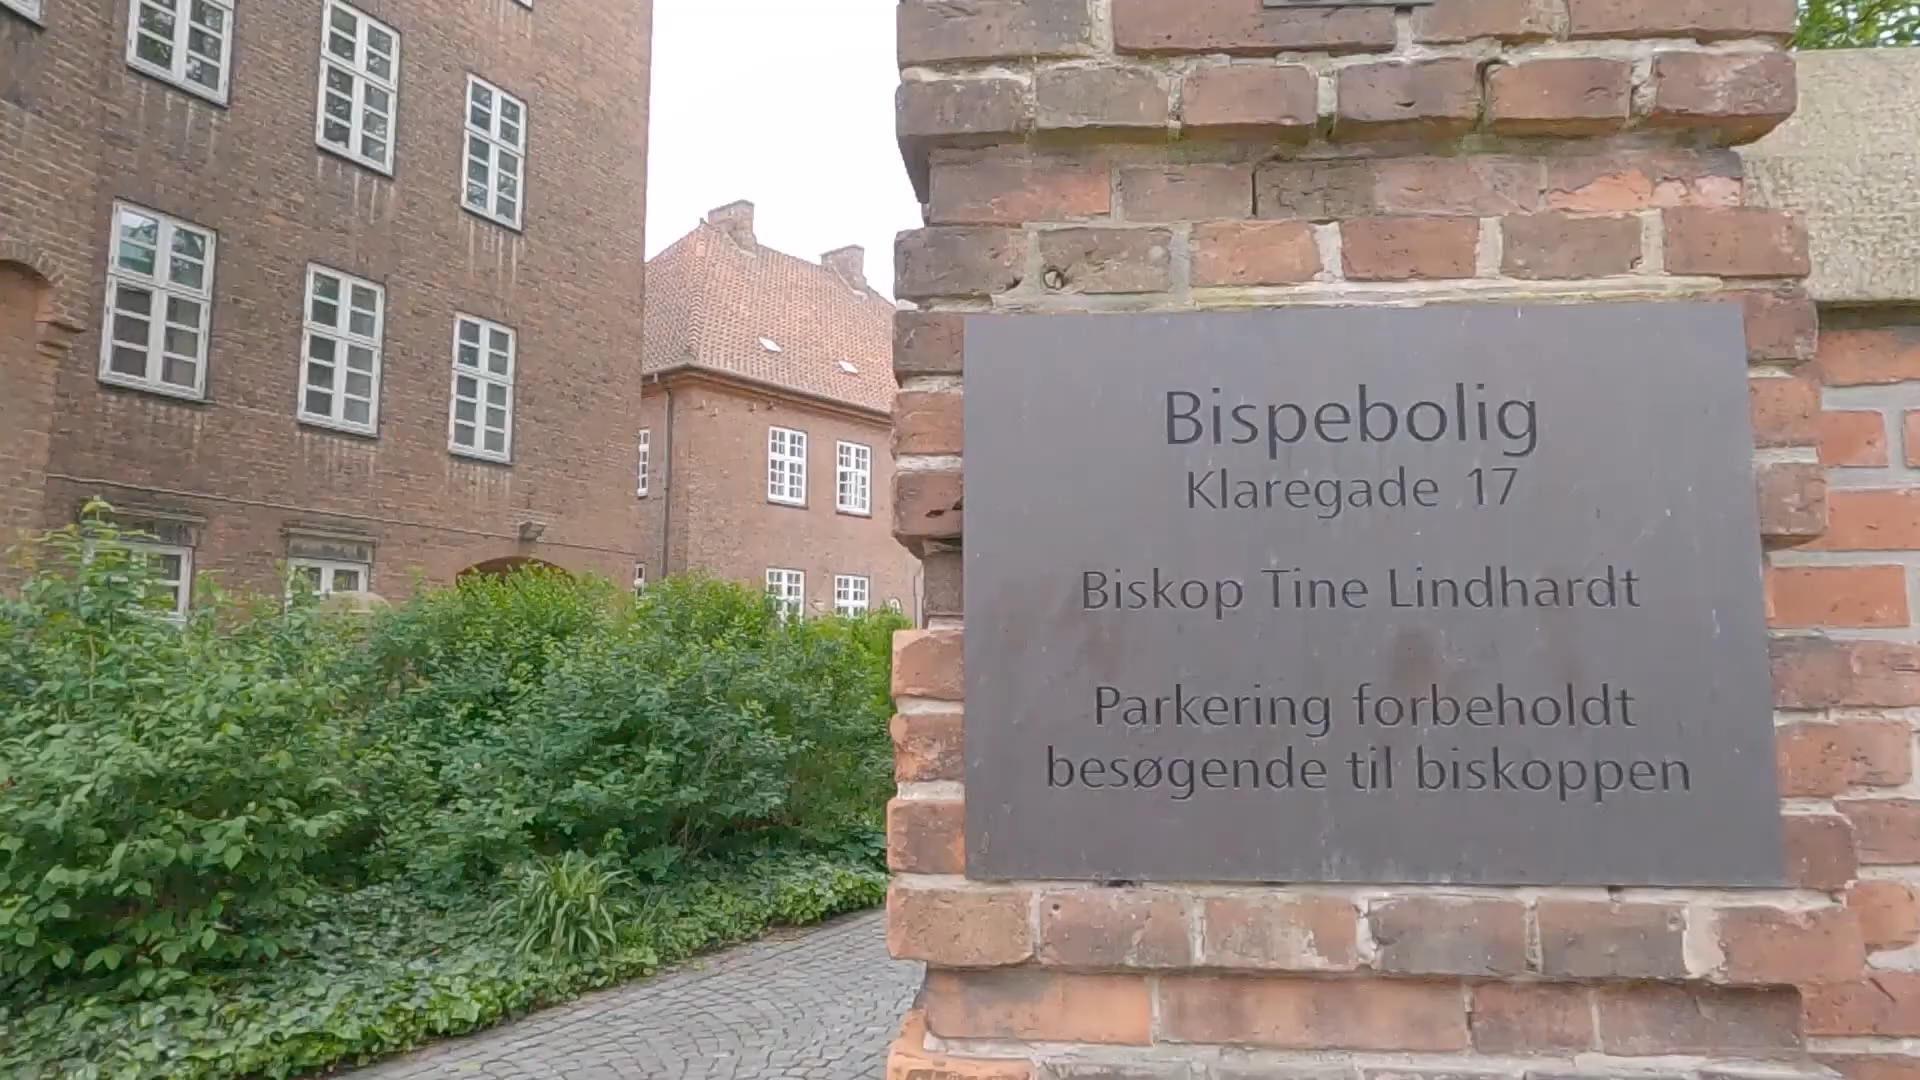 Bispebolig
Klaregade 17
Biskop Tine Lindhardt
Parkering forbeholdt
besøgende til biskoppen